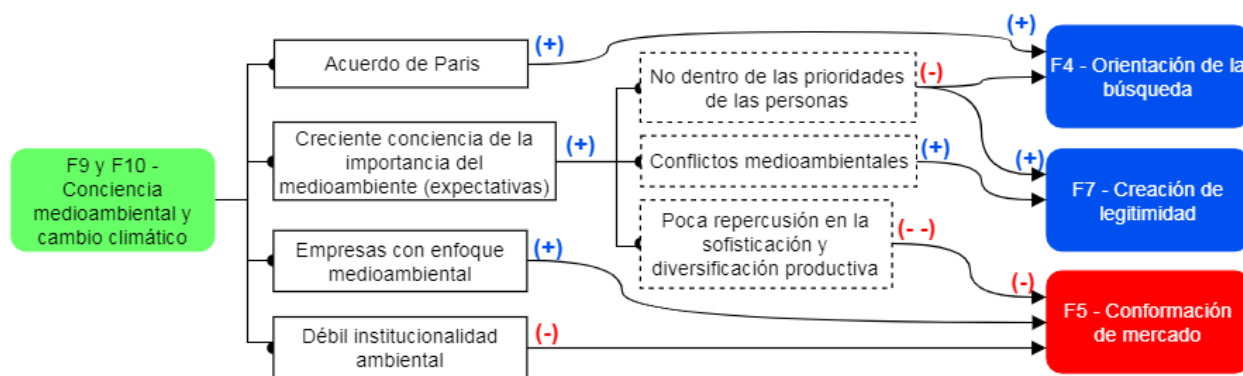 F9 y F10 -
Conciencia
medioambiental y
cambio climático
Acuerdo de Paris
(+)
Creciente conciencia de la
importancia del
medioambiente (expectativas)
(+)
Empresas con enfoque
medioambiental
(+)
Débil institucionalidad
ambiental
(-)
No dentro de las prioridades
de las personas
(-)
Conflictos medioambientales
(+)
Poca repercusión en la
sofisticación y
diversificación productiva
(- -)
(+)
F4 - Orientación de la
búsqueda
(+)
F7 - Creación de
legitimidad
(-)
F5 - Conformación
de mercado